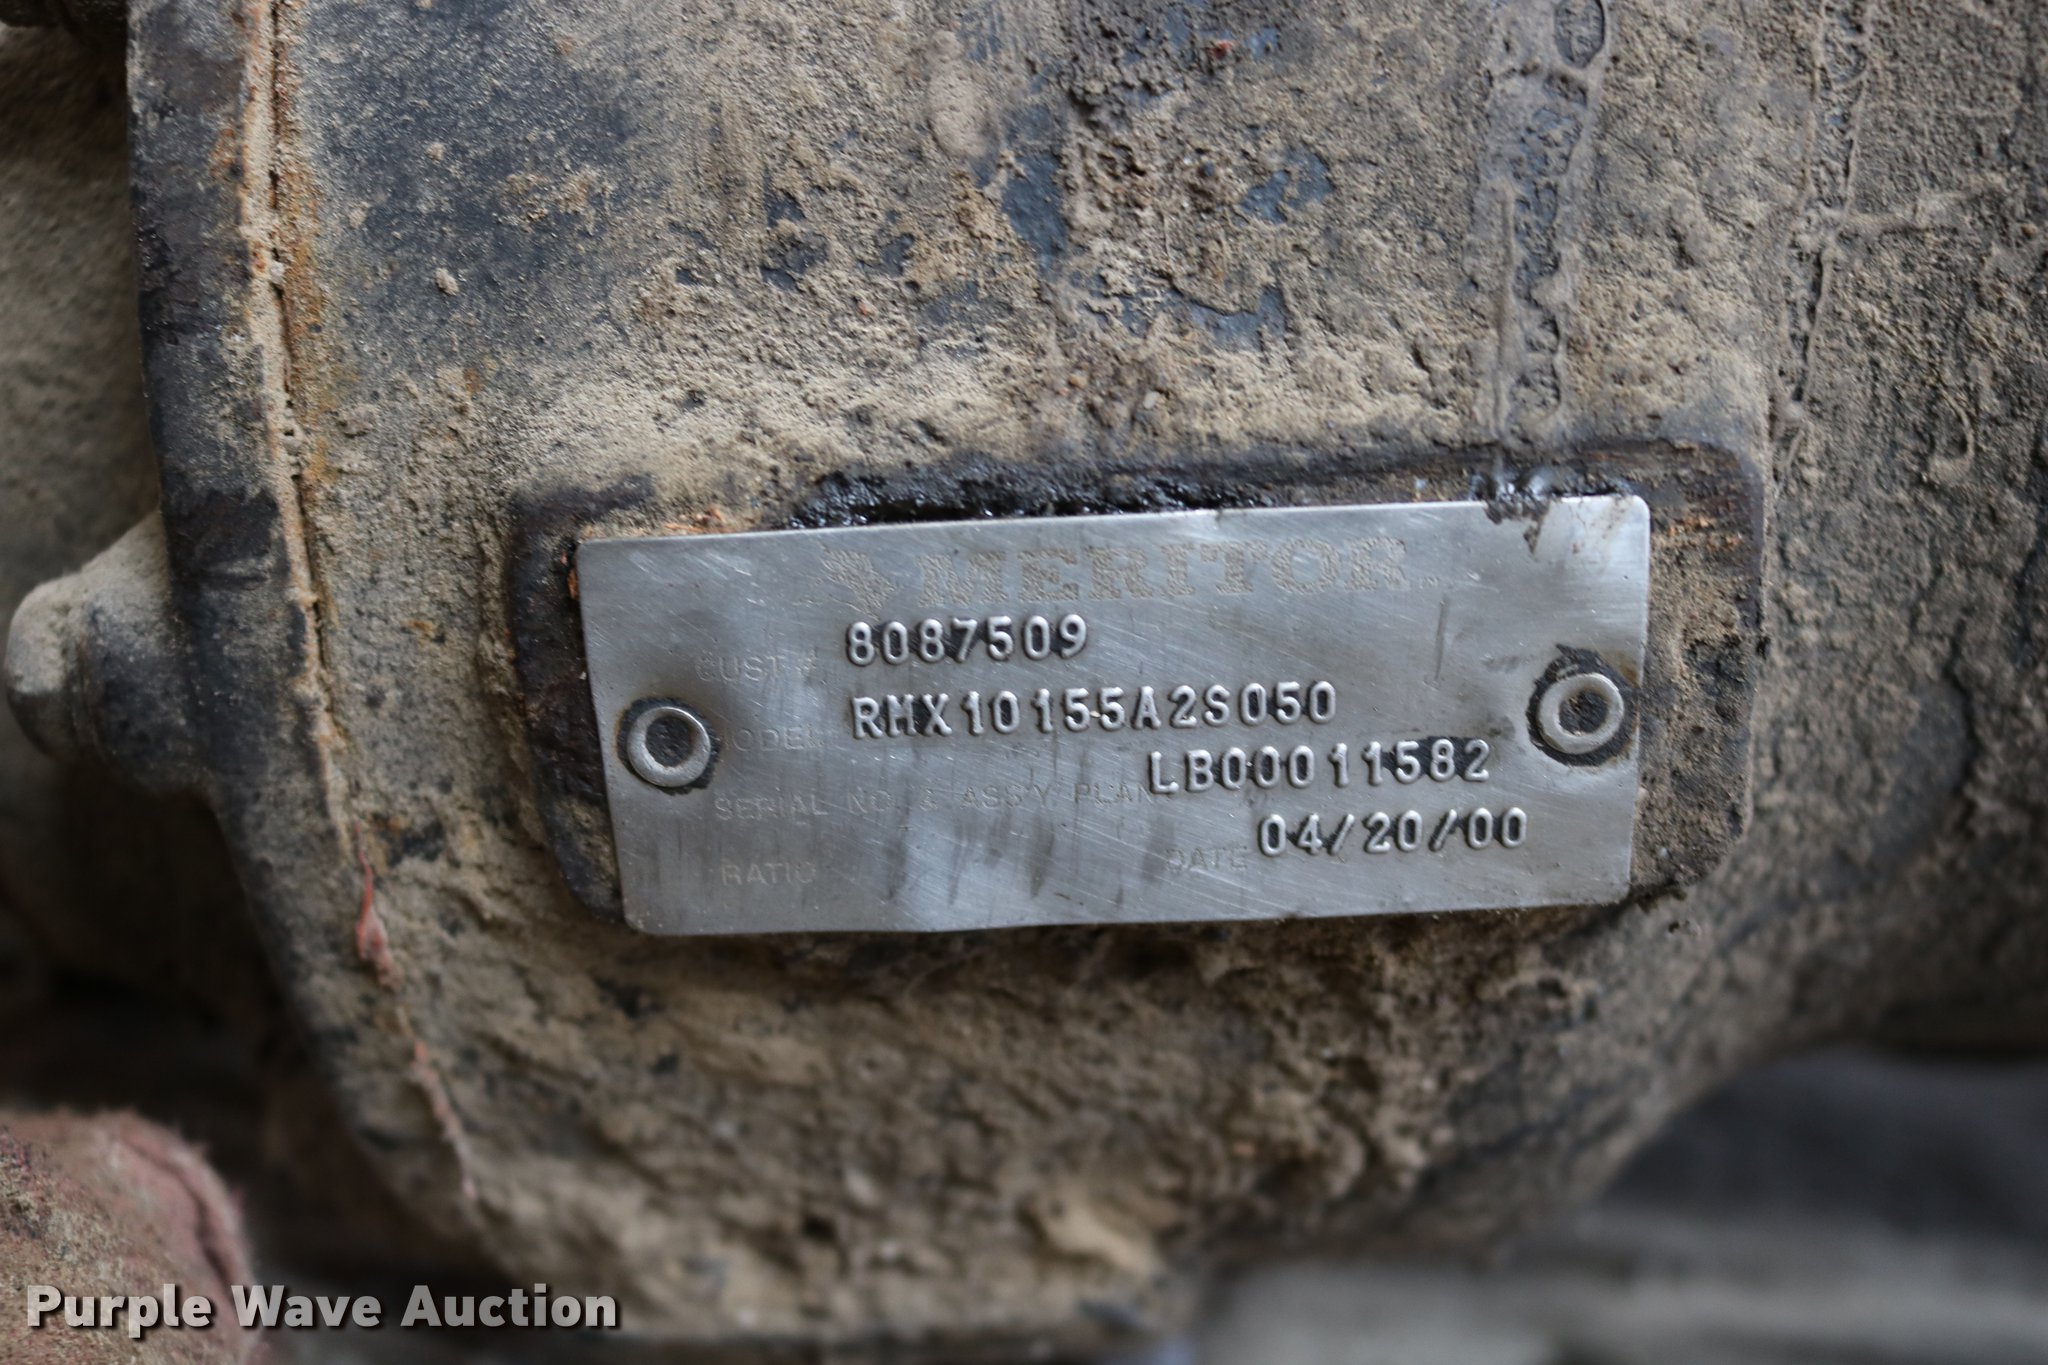 MERITOR
CUST # 8087509
MODEL RMX10155A2S050
SERIAL NO. & ASS'Y. PLANT LB00011582
RATIO DATE 04/20/00
Purple Wave Auction